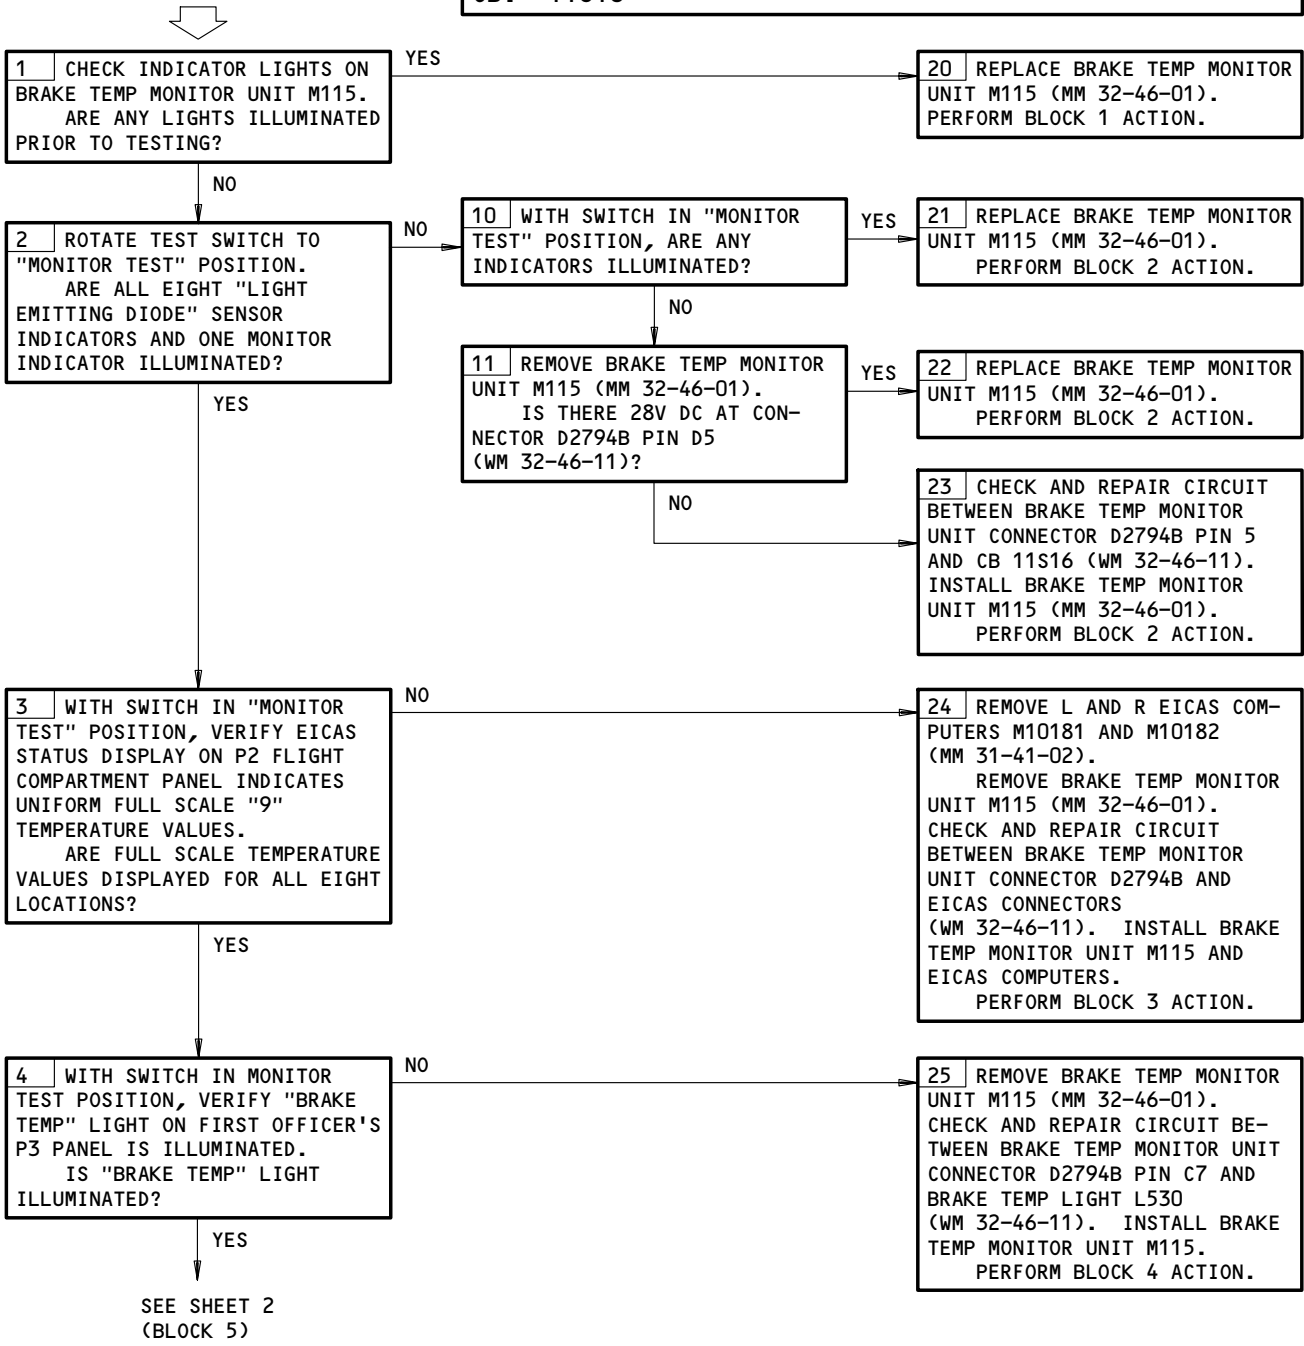 1 CHECK INDICATOR LIGHTS ON
BRAKE TEMP MONITOR UNIT M115.
ARE ANY LIGHTS ILLUMINATED
PRIOR TO TESTING?
YES
20 REPLACE BRAKE TEMP MONITOR
UNIT M115 (MM 32-46-01).
PERFORM BLOCK 1 ACTION.
NO
2 ROTATE TEST SWITCH TO
"MONITOR TEST" POSITION.
ARE ALL EIGHT "LIGHT
EMITTING DIODE" SENSOR
INDICATORS AND ONE MONITOR
INDICATOR ILLUMINATED?
NO
10 WITH SWITCH IN "MONITOR
TEST" POSITION, ARE ANY
INDICATORS ILLUMINATED?
YES
21 REPLACE BRAKE TEMP MONITOR
UNIT M115 (MM 32-46-01).
PERFORM BLOCK 2 ACTION.
NO
11 REMOVE BRAKE TEMP MONITOR
UNIT M115 (MM 32-46-01).
IS THERE 28V DC AT CON-
NECTOR D2794B PIN D5
(WM 32-46-11)?
YES
22 REPLACE BRAKE TEMP MONITOR
UNIT M115 (MM 32-46-01).
PERFORM BLOCK 2 ACTION.
NO
23 CHECK AND REPAIR CIRCUIT
BETWEEN BRAKE TEMP MONITOR
UNIT CONNECTOR D2794B PIN 5
AND CB 11S16 (WM 32-46-11).
INSTALL BRAKE TEMP MONITOR
UNIT M115 (MM 32-46-01).
PERFORM BLOCK 2 ACTION.
YES
3 WITH SWITCH IN "MONITOR
TEST" POSITION, VERIFY EICAS
STATUS DISPLAY ON P2 FLIGHT
COMPARTMENT PANEL INDICATES
UNIFORM FULL SCALE "9"
TEMPERATURE VALUES.
ARE FULL SCALE TEMPERATURE
VALUES DISPLAYED FOR ALL EIGHT
LOCATIONS?
NO
24 REMOVE L AND R EICAS COM-
PUTERS M10181 AND M10182
(MM 31-41-02).
REMOVE BRAKE TEMP MONITOR
UNIT M115 (MM 32-46-01).
CHECK AND REPAIR CIRCUIT
BETWEEN BRAKE TEMP MONITOR
UNIT CONNECTOR D2794B AND
EICAS CONNECTORS
(WM 32-46-11). INSTALL BRAKE
TEMP MONITOR UNIT M115 AND
EICAS COMPUTERS.
PERFORM BLOCK 3 ACTION.
YES
4 WITH SWITCH IN MONITOR
TEST POSITION, VERIFY "BRAKE
TEMP" LIGHT ON FIRST OFFICER'S
P3 PANEL IS ILLUMINATED.
IS "BRAKE TEMP" LIGHT
ILLUMINATED?
NO
25 REMOVE BRAKE TEMP MONITOR
UNIT M115 (MM 32-46-01).
CHECK AND REPAIR CIRCUIT BE-
TWEEN BRAKE TEMP MONITOR UNIT
CONNECTOR D2794B PIN C7 AND
BRAKE TEMP LIGHT L530
(WM 32-46-11). INSTALL BRAKE
TEMP MONITOR UNIT M115.
PERFORM BLOCK 4 ACTION.
YES
SEE SHEET 2
(BLOCK 5)